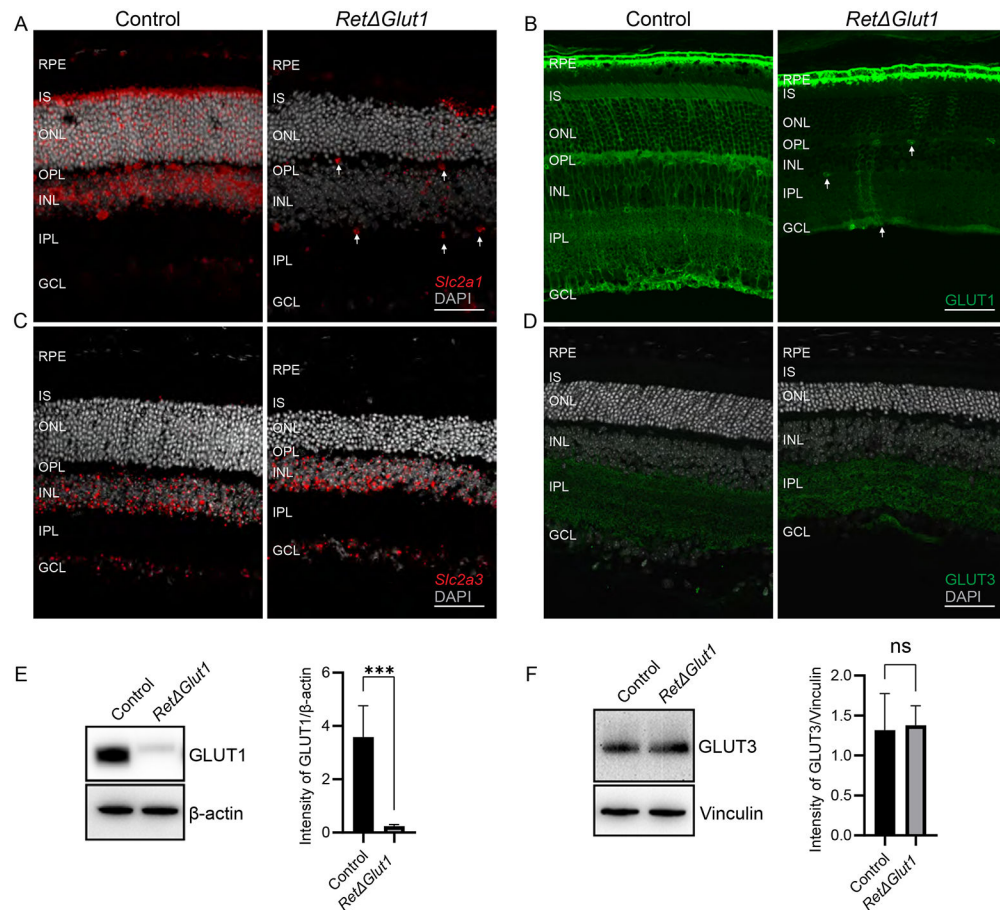 Control
RetΔGlut1
Control
RetΔGlut1
A
RPE
IS
ONL
OPL
INL
IPL
GCL
RPE
IS
ONL
OPL
INL
IPL
GCL
Slc2a1
DAPI
B
RPE
IS
ONL
OPL
INL
IPL
GCL
RPE
IS
ONL
OPL
INL
IPL
GCL
GLUT1
C
RPE
IS
ONL
OPL
INL
IPL
GCL
RPE
IS
ONL
OPL
INL
IPL
GCL
Slc2a3
DAPI
D
RPE
IS
ONL
INL
IPL
GCL
RPE
IS
ONL
INL
IPL
GCL
GLUT3
DAPI
E
Control
RetΔGlut1
GLUT1
β-actin
Intensity of GLUT1/β-actin
6
4
2
0
***
Control
RetΔGlut1
F
Control
RetΔGlut1
GLUT3
Vinculin
Intensity of GLUT3/Vinculin
2.0
1.5
1.0
0.5
0.0
ns
Control
RetΔGlut1